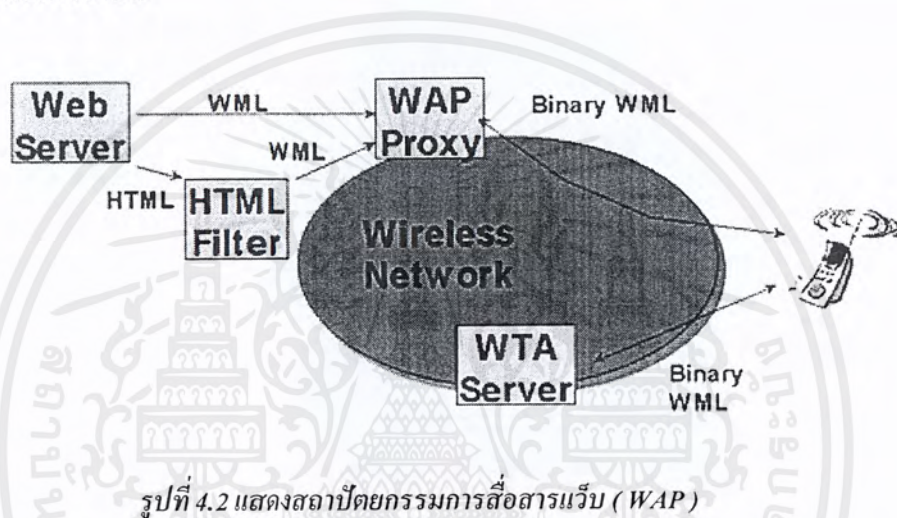 Web
Server
WML
WAP
Proxy
Binary WML
WML
HTML
HTML
Filter
Wireless
Network
WTA
Server
Binary
WML
รูปที่ 4.2 แสดงสถาปัตยกรรมการสื่อสารแว็บ ( WAP )